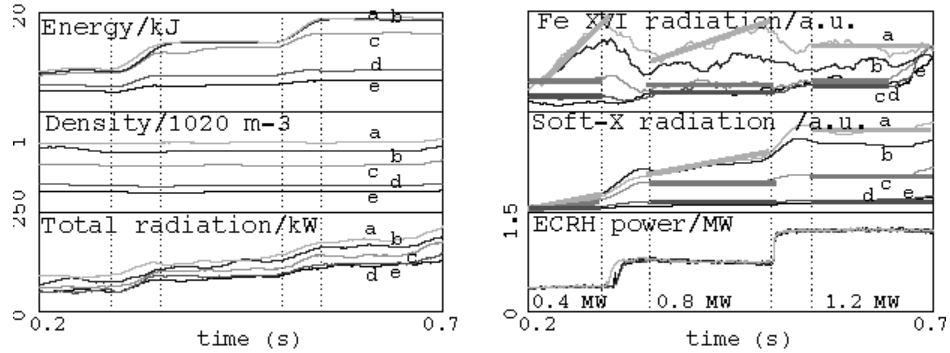 20
Energy/kJ
a
b
c
d
e
Density/1020 m-3
1
a
b
c
d
e
250
Total radiation/kW
a
b
c
d
e
0
0.2
0.7
time (s)
Fe XVI radiation/a.u.
a
b
c
d
e
Soft-X radiation /a.u.
a
b
c
d
e
1.5
ECRH power/MW
0.4 MW
0.8 MW
1.2 MW
0
0.2
0.7
time (s)